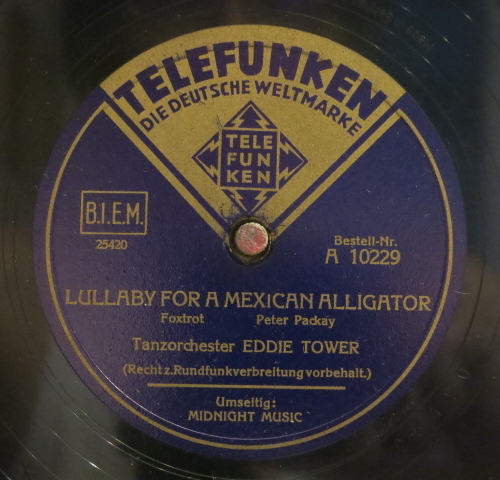 TELEFUNKEN
DIE DEUTSCHE WELTMARKE
TELE
FUN
KEN
B.I.E.M.
25420
Bestell-Nr.
A 10229
LULLABY FOR A MEXICAN ALLIGATOR
Foxtrot Peter Packay
Tanzorchester EDDIE TOWER
(Recht z. Rundfunkverbreitung vorbehalt.)
Umseitig:
MIDNIGHT MUSIC